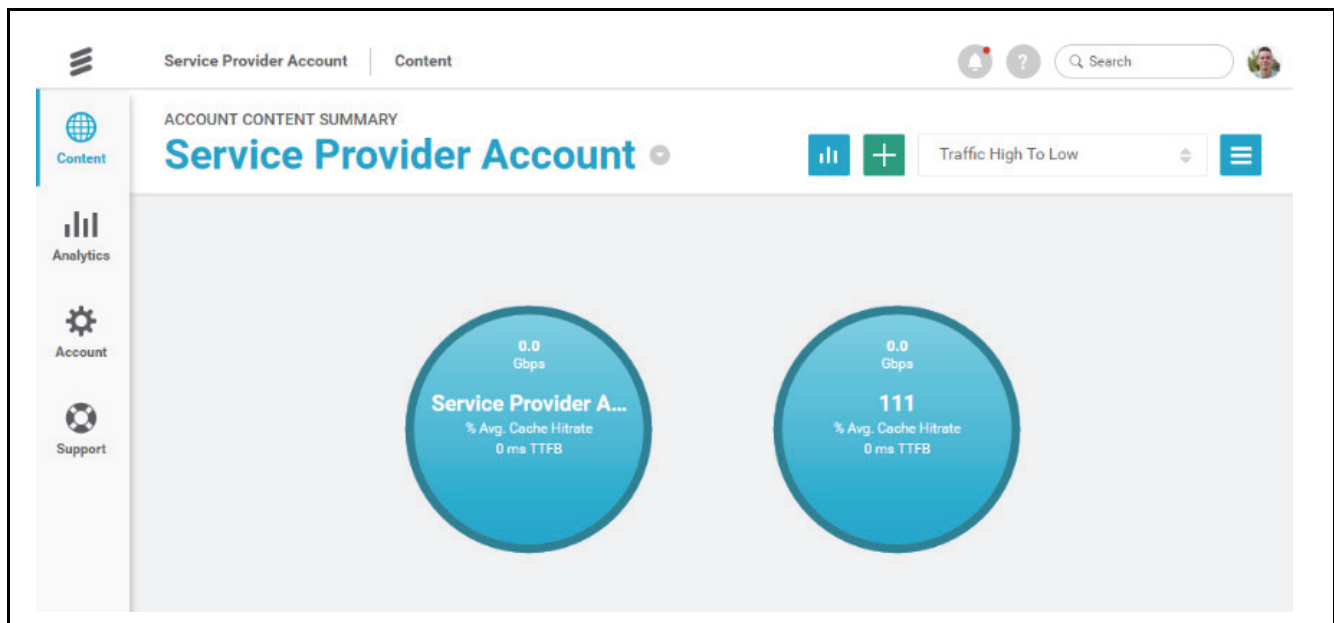 Service Provider Account
Content
?
Search
Content
ACCOUNT CONTENT SUMMARY
Service Provider Account
Traffic High To Low
Analytics
Account
Support
0.0
Gbps
Service Provider A...
% Avg. Cache Hitrate
0 ms TTFB
0.0
Gbps
111
% Avg. Cache Hitrate
0 ms TTFB